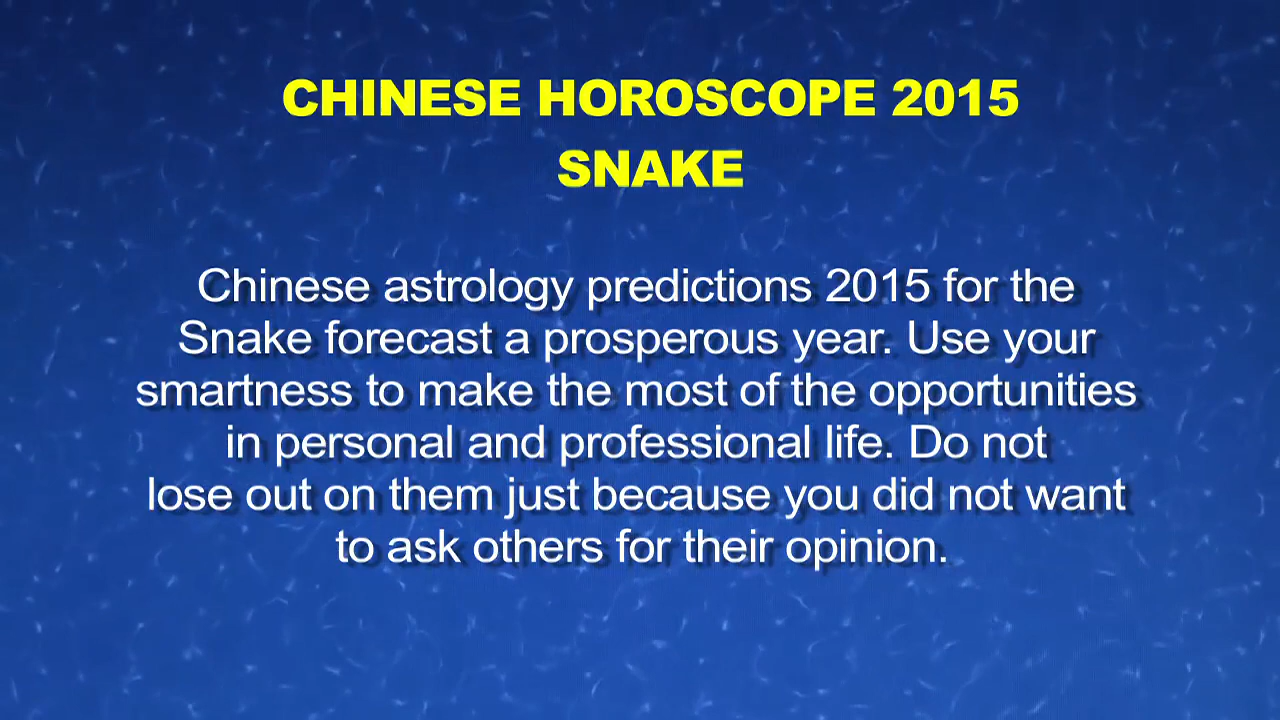 CHINESE HOROSCOPE 2015
SNAKE
Chinese astrology predictions 2015 for the
Snake forecast a prosperous year. Use your
smartness to make the most of the opportunities
in personal and professional life. Do not
lose out on them just because you did not want
to ask others for their opinion.